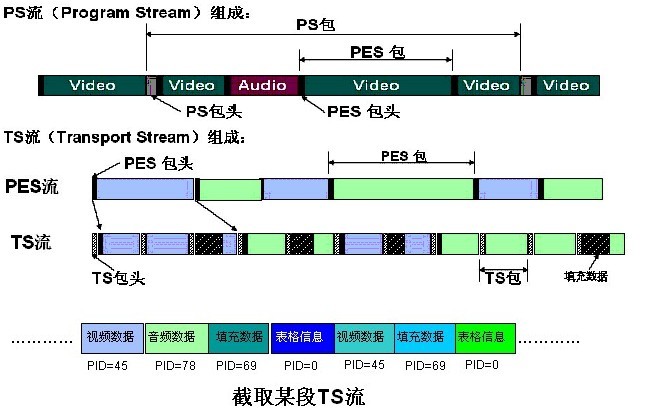 PS流（Program Stream）组成：
PS包
PES 包
Video Video Audio Video Video Video
PS包头 PES 包头
TS流（Transport Stream）组成：
PES 包头 PES 包
PES流
TS流
TS包头 TS包 填充数据
………… 视频数据 音频数据 填充数据 表格信息 视频数据 填充数据 表格信息 …………
PID=45 PID=78 PID=69 PID=0 PID=45 PID=69 PID=0
截取某段TS流